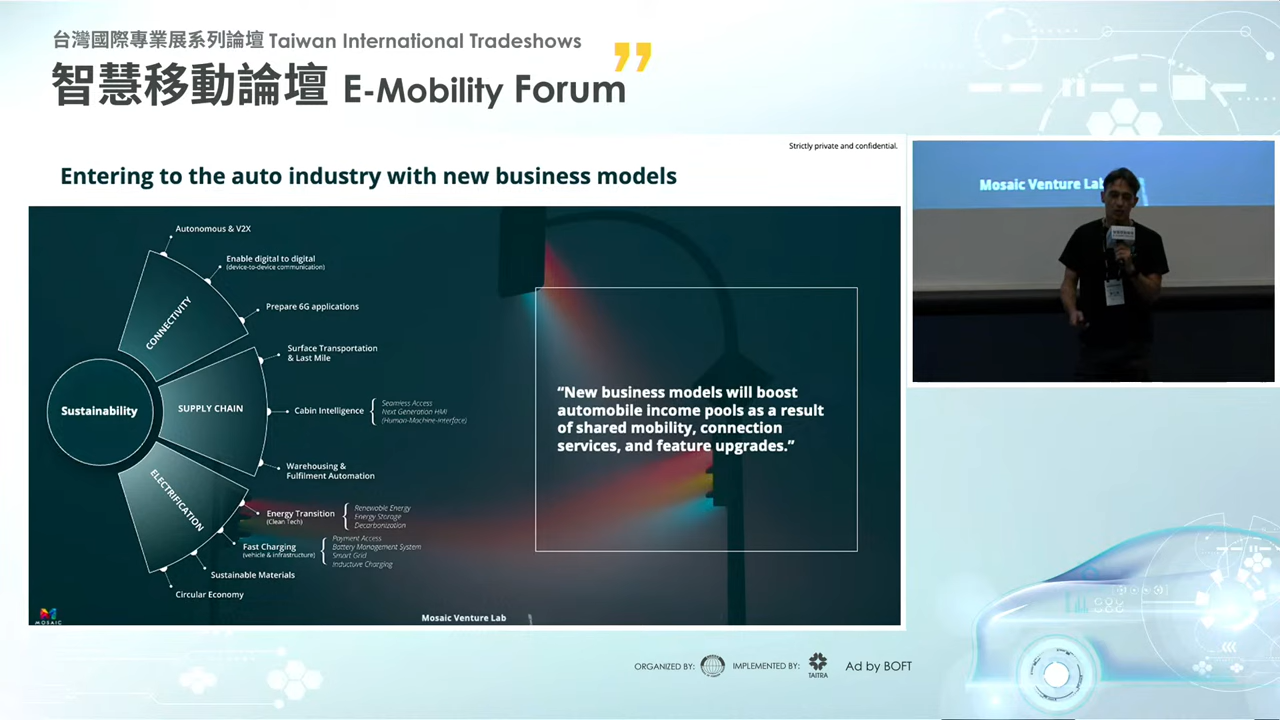 台灣國際專業展系列論壇 Taiwan International Tradeshows
智慧移動論壇 E-Mobility Forum
Strictly private and confidential.
Entering to the auto industry with new business models
Autonomous & V2X
Enable digital to digital
(device-to-device communication)
Prepare 6G applications
CONNECTIVITY
Surface Transportation
& Last Mile
Sustainability
SUPPLY CHAIN
Cabin Intelligence
Seamless Access
Next Generation HMI
(Human-Machine-Interface)
Warehousing &
Fulfilment Automation
ELECTRIFICATION
Energy Transition
(Clean Tech)
Renewable Energy
Energy Storage
Decarbonization
Fast Charging
(vehicle & infrastructure)
Payment Access
Battery Management System
Smart Grid
Inductuve Charging
Sustainable Materials
Circular Economy
“New business models will boost
automobile income pools as a result
of shared mobility, connection
services, and feature upgrades.”
MOSAIC
Mosaic Venture Lab
Mosaic Venture Lab
ORGANIZED BY:
IMPLEMENTED BY:
TAITRA
Ad by BOFT